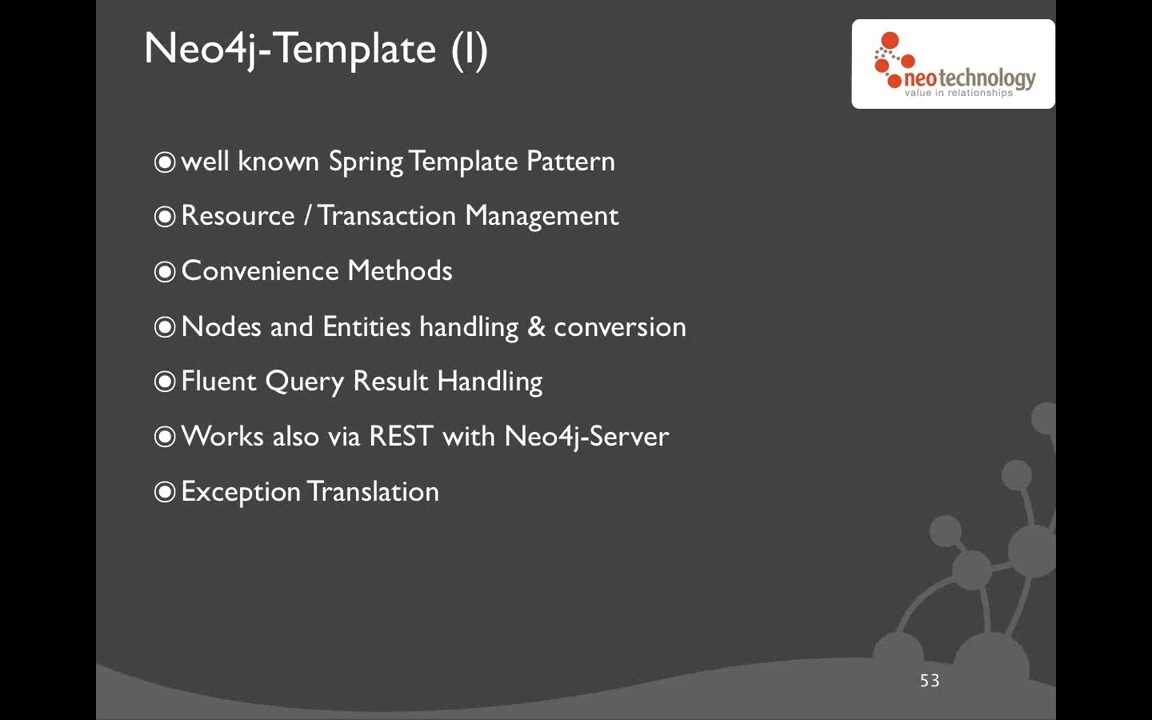 Neo4j-Template (I)
neotechnology
value in relationships
well known Spring Template Pattern
Resource / Transaction Management
Convenience Methods
Nodes and Entities handling & conversion
Fluent Query Result Handling
Works also via REST with Neo4j-Server
Exception Translation
53